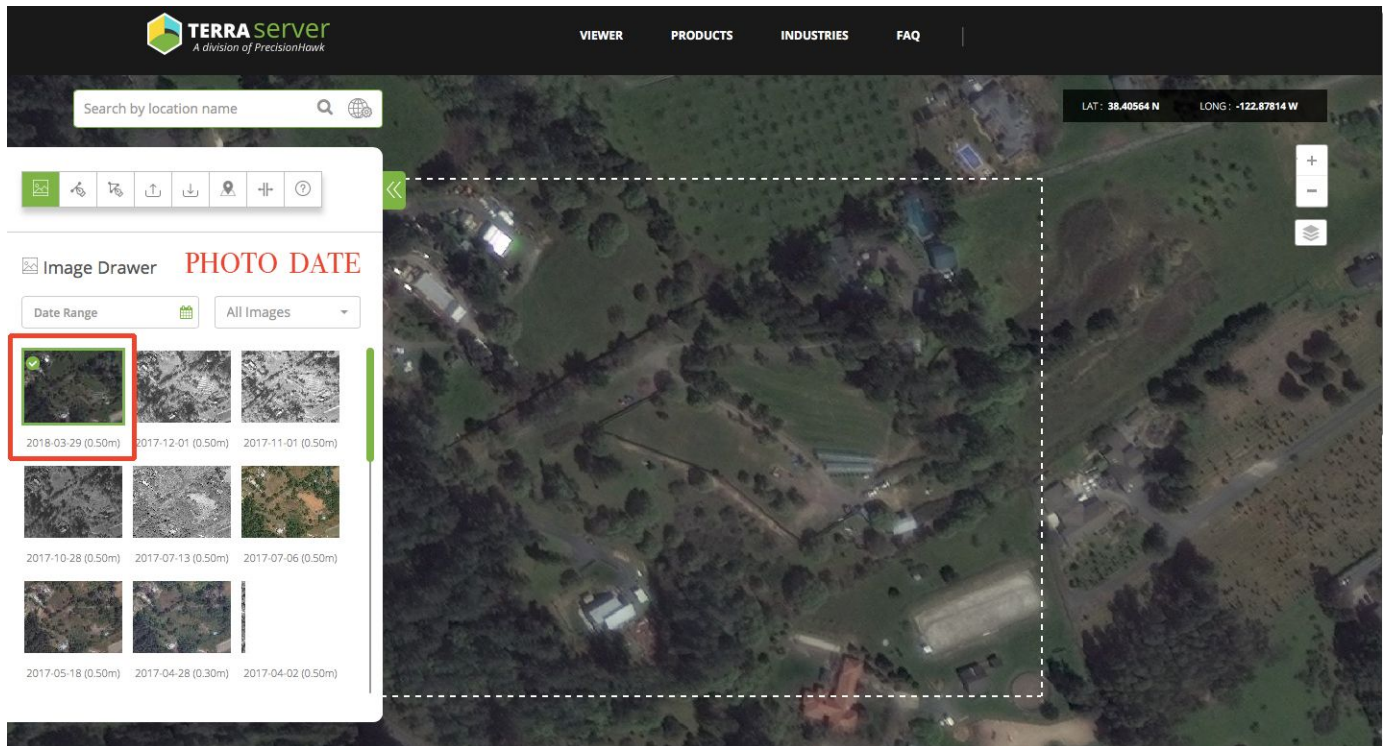 TERRA server
A division of PrecisionHawk
VIEWER PRODUCTS INDUSTRIES FAQ
Search by location name
LAT: 38.40564 N LONG: -122.87814 W
Image Drawer PHOTO DATE
Date Range All Images
2018-03-29 (0.50m) 2017-12-01 (0.50m) 2017-11-01 (0.50m)
2017-10-28 (0.50m) 2017-07-13 (0.50m) 2017-07-06 (0.50m)
2017-05-18 (0.50m) 2017-04-28 (0.30m) 2017-04-02 (0.50m)